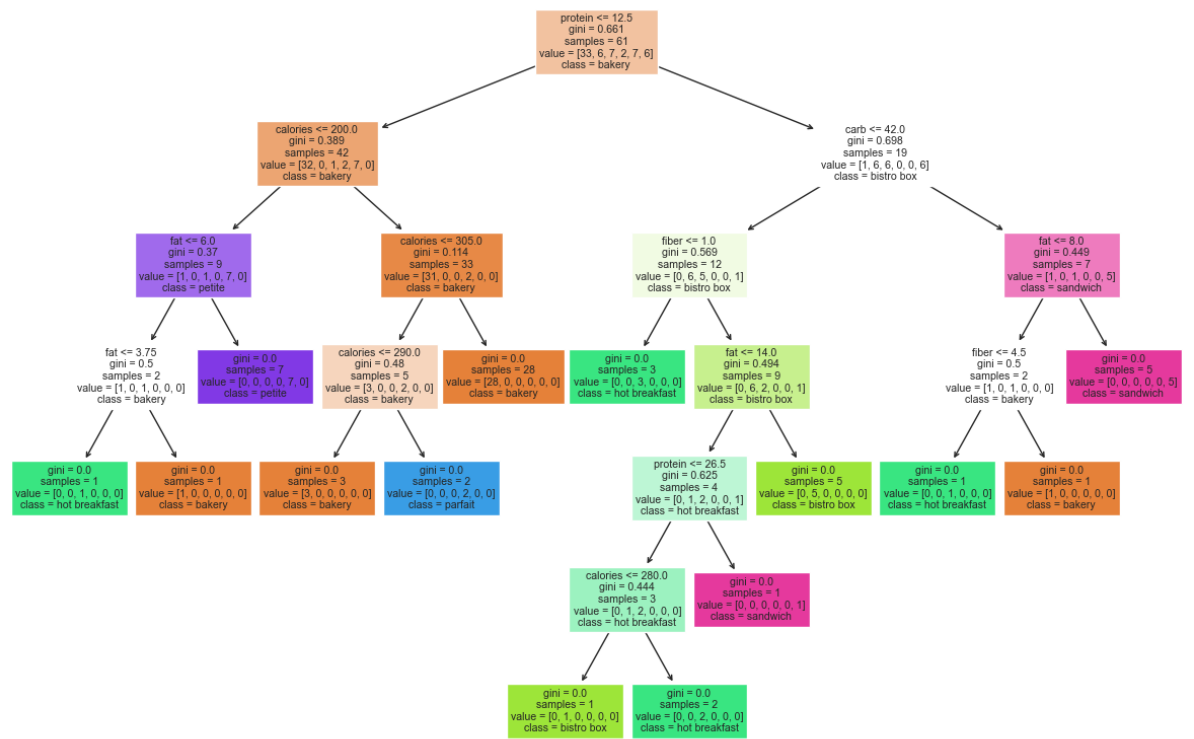 protein <= 12.5
gini = 0.661
samples = 61
value = [33, 6, 7, 2, 7, 6]
class = bakery
calories <= 200.0
gini = 0.389
samples = 42
value = [32, 0, 1, 2, 7, 0]
class = bakery
carb <= 42.0
gini = 0.698
samples = 19
value = [1, 6, 6, 0, 0, 6]
class = bistro box
fat <= 6.0
gini = 0.37
samples = 9
value = [1, 0, 1, 0, 7, 0]
class = petite
calories <= 305.0
gini = 0.114
samples = 33
value = [31, 0, 0, 2, 0, 0]
class = bakery
fiber <= 1.0
gini = 0.569
samples = 12
value = [0, 6, 5, 0, 0, 1]
class = bistro box
fat <= 8.0
gini = 0.449
samples = 7
value = [1, 0, 1, 0, 0, 5]
class = sandwich
fat <= 3.75
gini = 0.5
samples = 2
value = [1, 0, 1, 0, 0, 0]
class = bakery
gini = 0.0
samples = 7
value = [0, 0, 0, 0, 7, 0]
class = petite
calories <= 290.0
gini = 0.48
samples = 5
value = [3, 0, 0, 2, 0, 0]
class = bakery
gini = 0.0
samples = 28
value = [28, 0, 0, 0, 0, 0]
class = bakery
gini = 0.0
samples = 3
value = [0, 0, 3, 0, 0, 0]
class = hot breakfast
fat <= 14.0
gini = 0.494
samples = 9
value = [0, 6, 2, 0, 0, 1]
class = bistro box
fiber <= 4.5
gini = 0.5
samples = 2
value = [1, 0, 1, 0, 0, 0]
class = bakery
gini = 0.0
samples = 5
value = [0, 0, 0, 0, 0, 5]
class = sandwich
gini = 0.0
samples = 1
value = [0, 0, 1, 0, 0, 0]
class = hot breakfast
gini = 0.0
samples = 1
value = [1, 0, 0, 0, 0, 0]
class = bakery
gini = 0.0
samples = 3
value = [3, 0, 0, 0, 0, 0]
class = bakery
gini = 0.0
samples = 2
value = [0, 0, 0, 2, 0, 0]
class = parfait
protein <= 26.5
gini = 0.625
samples = 4
value = [0, 1, 2, 0, 0, 1]
class = hot breakfast
gini = 0.0
samples = 5
value = [0, 5, 0, 0, 0, 0]
class = bistro box
gini = 0.0
samples = 1
value = [0, 0, 1, 0, 0, 0]
class = hot breakfast
gini = 0.0
samples = 1
value = [1, 0, 0, 0, 0, 0]
class = bakery
calories <= 280.0
gini = 0.444
samples = 3
value = [0, 1, 2, 0, 0, 0]
class = hot breakfast
gini = 0.0
samples = 1
value = [0, 0, 0, 0, 0, 1]
class = sandwich
gini = 0.0
samples = 1
value = [0, 1, 0, 0, 0, 0]
class = bistro box
gini = 0.0
samples = 2
value = [0, 0, 2, 0, 0, 0]
class = hot breakfast